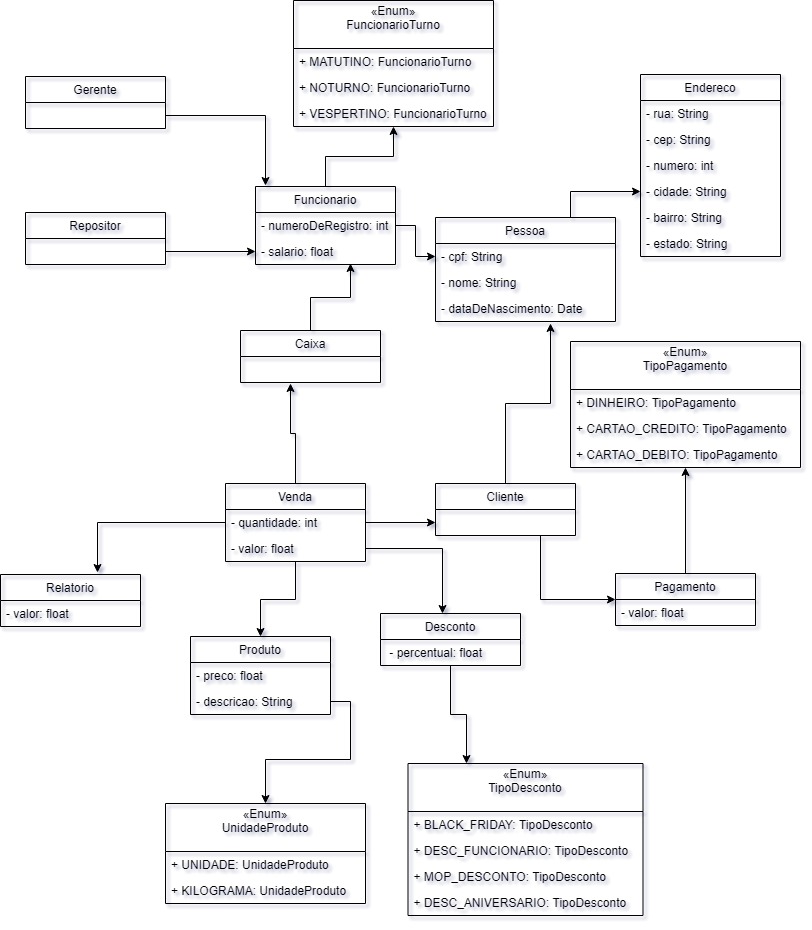 «Enum»
FuncionarioTurno
+ MATUTINO: FuncionarioTurno
+ NOTURNO: FuncionarioTurno
+ VESPERTINO: FuncionarioTurno
Gerente
Endereco
- rua: String
- cep: String
- numero: int
- cidade: String
- bairro: String
- estado: String
Repositor
Funcionario
- numeroDeRegistro: int
- salario: float
Pessoa
- cpf: String
- nome: String
- dataDeNascimento: Date
Caixa
«Enum»
TipoPagamento
+ DINHEIRO: TipoPagamento
+ CARTAO_CREDITO: TipoPagamento
+ CARTAO_DEBITO: TipoPagamento
Venda
- quantidade: int
- valor: float
Cliente
Relatorio
- valor: float
Pagamento
- valor: float
Produto
- preco: float
- descricao: String
Desconto
- percentual: float
«Enum»
UnidadeProduto
+ UNIDADE: UnidadeProduto
+ KILOGRAMA: UnidadeProduto
«Enum»
TipoDesconto
+ BLACK_FRIDAY: TipoDesconto
+ DESC_FUNCIONARIO: TipoDesconto
+ MOP_DESCONTO: TipoDesconto
+ DESC_ANIVERSARIO: TipoDesconto